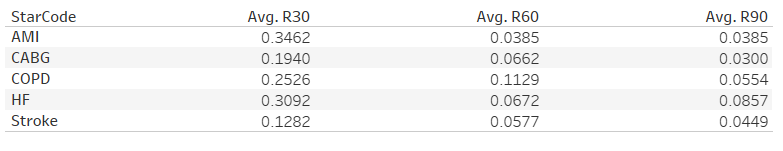 StarCode Avg. R30 Avg. R60 Avg. R90
AMI 0.3462 0.0385 0.0385
CABG 0.1940 0.0662 0.0300
COPD 0.2526 0.1129 0.0554
HF 0.3092 0.0672 0.0857
Stroke 0.1282 0.0577 0.0449